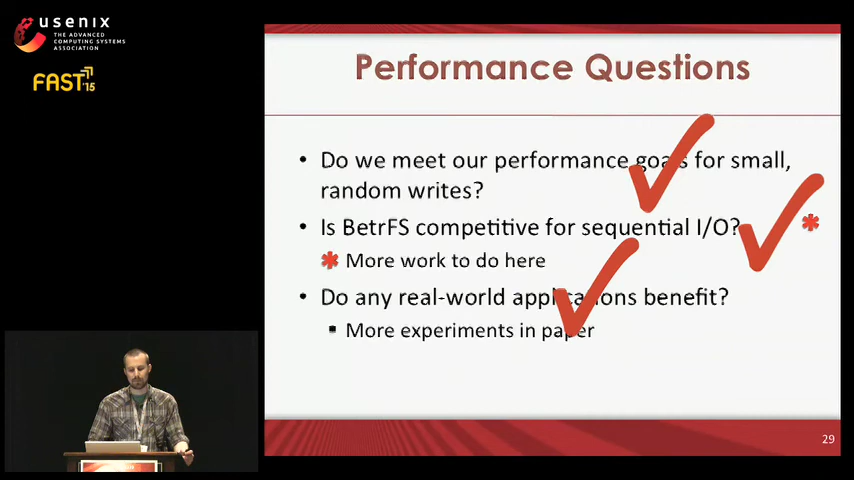 usenix
THE ADVANCED
COMPUTING SYSTEMS
ASSOCIATION
FAST '15
Performance Questions
• Do we meet our performance goals for small,
random writes?
• Is BetrFS competitive for sequential I/O? *
* More work to do here
• Do any real-world applications benefit?
▪ More experiments in paper
29